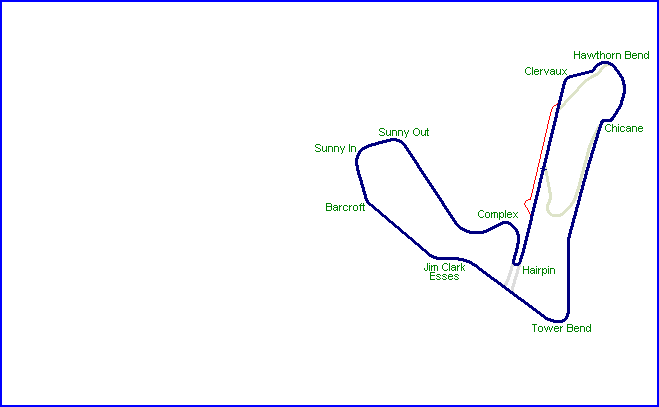 Hawthorn Bend
Clervaux
Chicane
Sunny Out
Sunny In
Barcroft
Complex
Jim Clark
Esses
Hairpin
Tower Bend